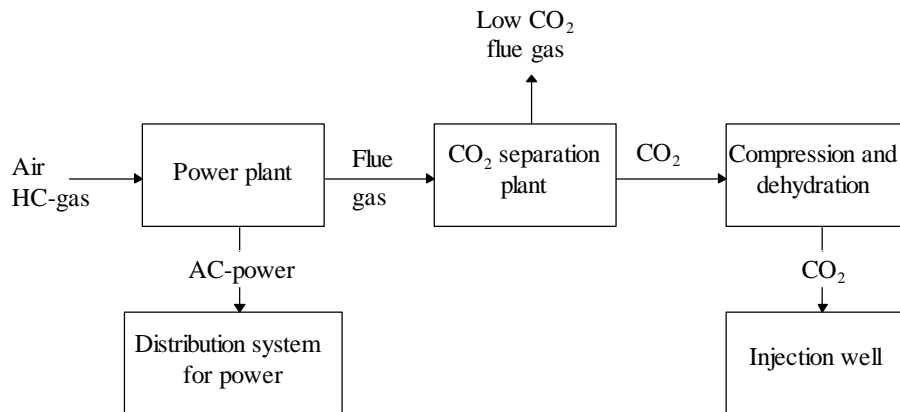 Low CO₂
flue gas
Air
HC-gas
Power plant
Flue
gas
CO₂ separation
plant
CO₂
Compression and
dehydration
AC-power
CO₂
Distribution system
for power
Injection well